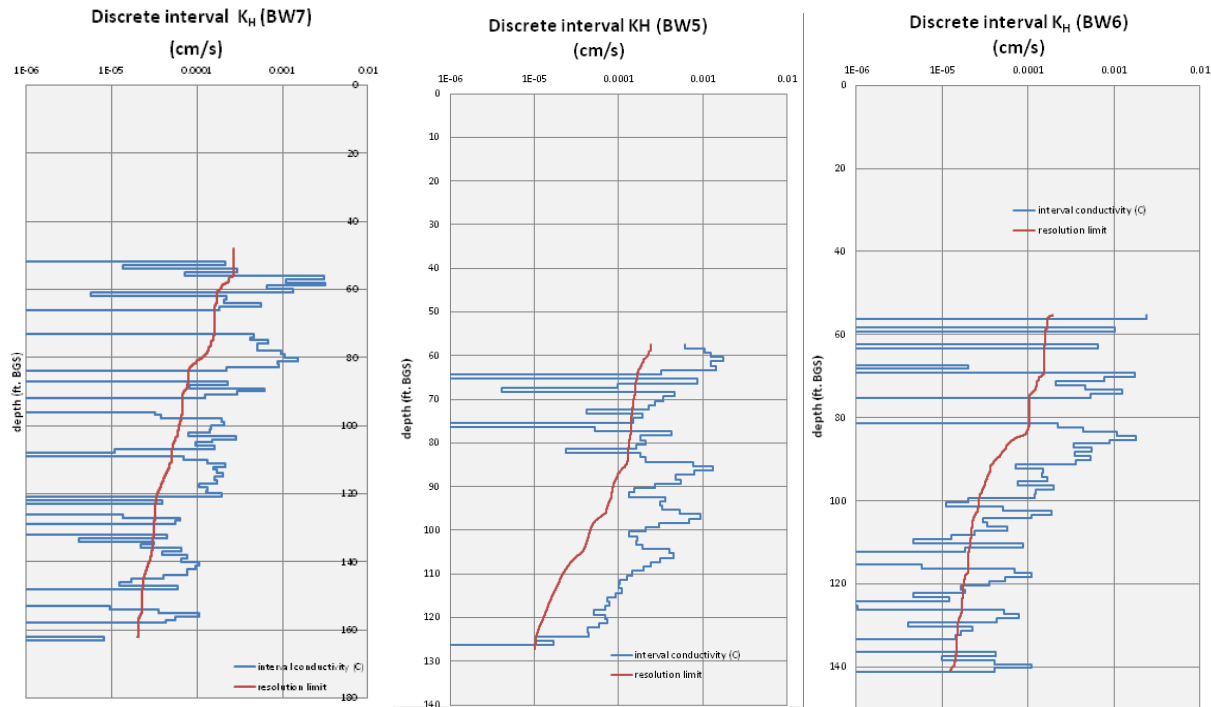 Discrete interval KH (BW7)
(cm/s)
1E-06 1E-05 0.0001 0.001 0.01
0
20
40
60
80
100
120
140
160
180
depth (ft. BGS)
interval conductivity (C)
resolution limit
Discrete interval KH (BW5)
(cm/s)
1E-06 1E-05 0.0001 0.001 0.01
0
10
20
30
40
50
60
70
80
90
100
110
120
130
140
depth (ft. BGS)
interval conductivity (C)
resolution limit
Discrete interval KH (BW6)
(cm/s)
1E-06 1E-05 0.0001 0.001 0.01
0
20
40
60
80
100
120
140
depth (ft. BGS)
interval conductivity (C)
resolution limit